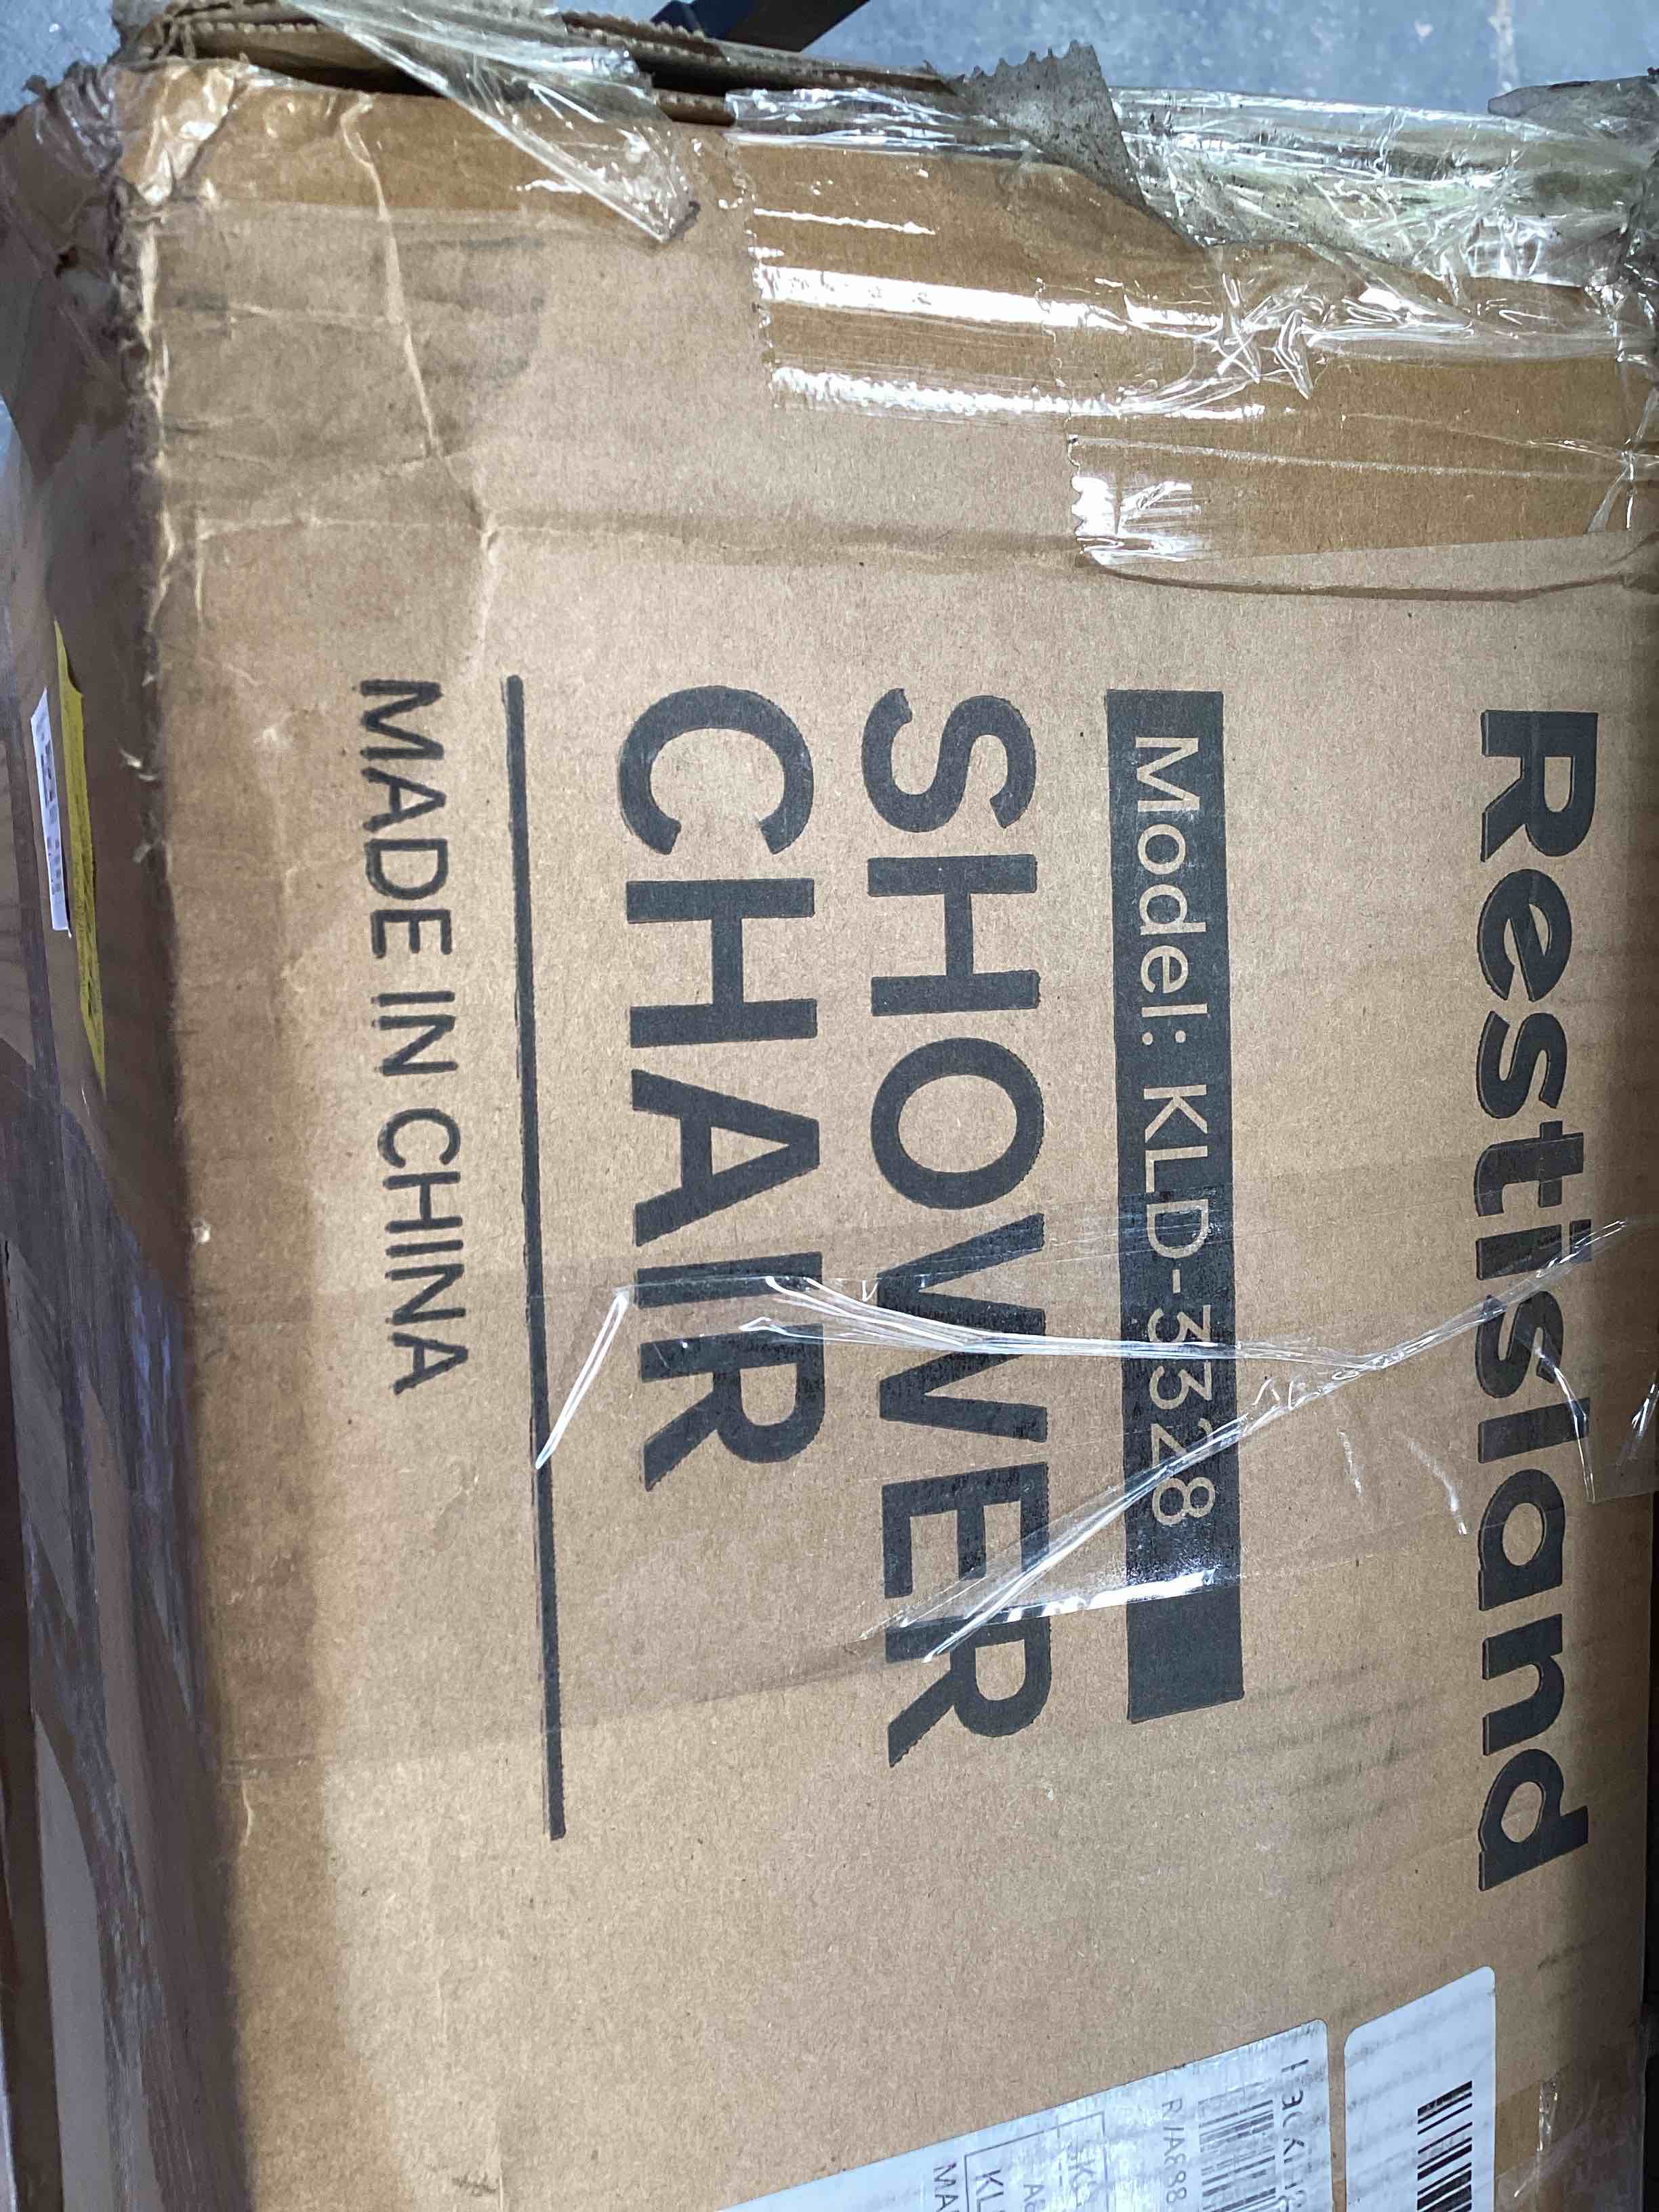 Restisland
Model: KLD-3328
SHOWER
CHAIR
MADE IN CHINA